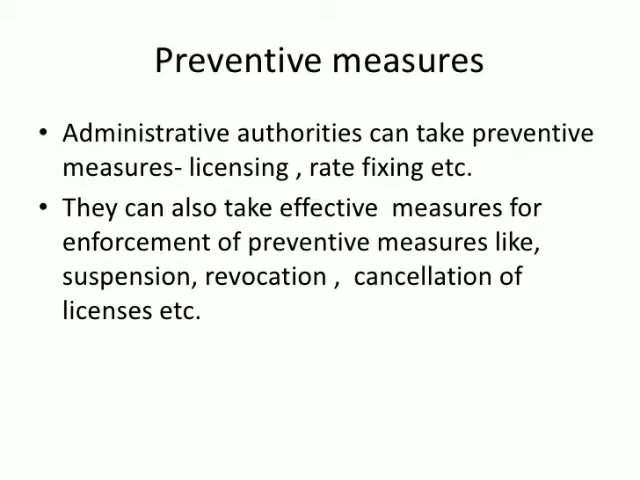 Preventive measures
• Administrative authorities can take preventive
measures- licensing , rate fixing etc.
• They can also take effective  measures for
enforcement of preventive measures like,
suspension, revocation ,  cancellation of
licenses etc.